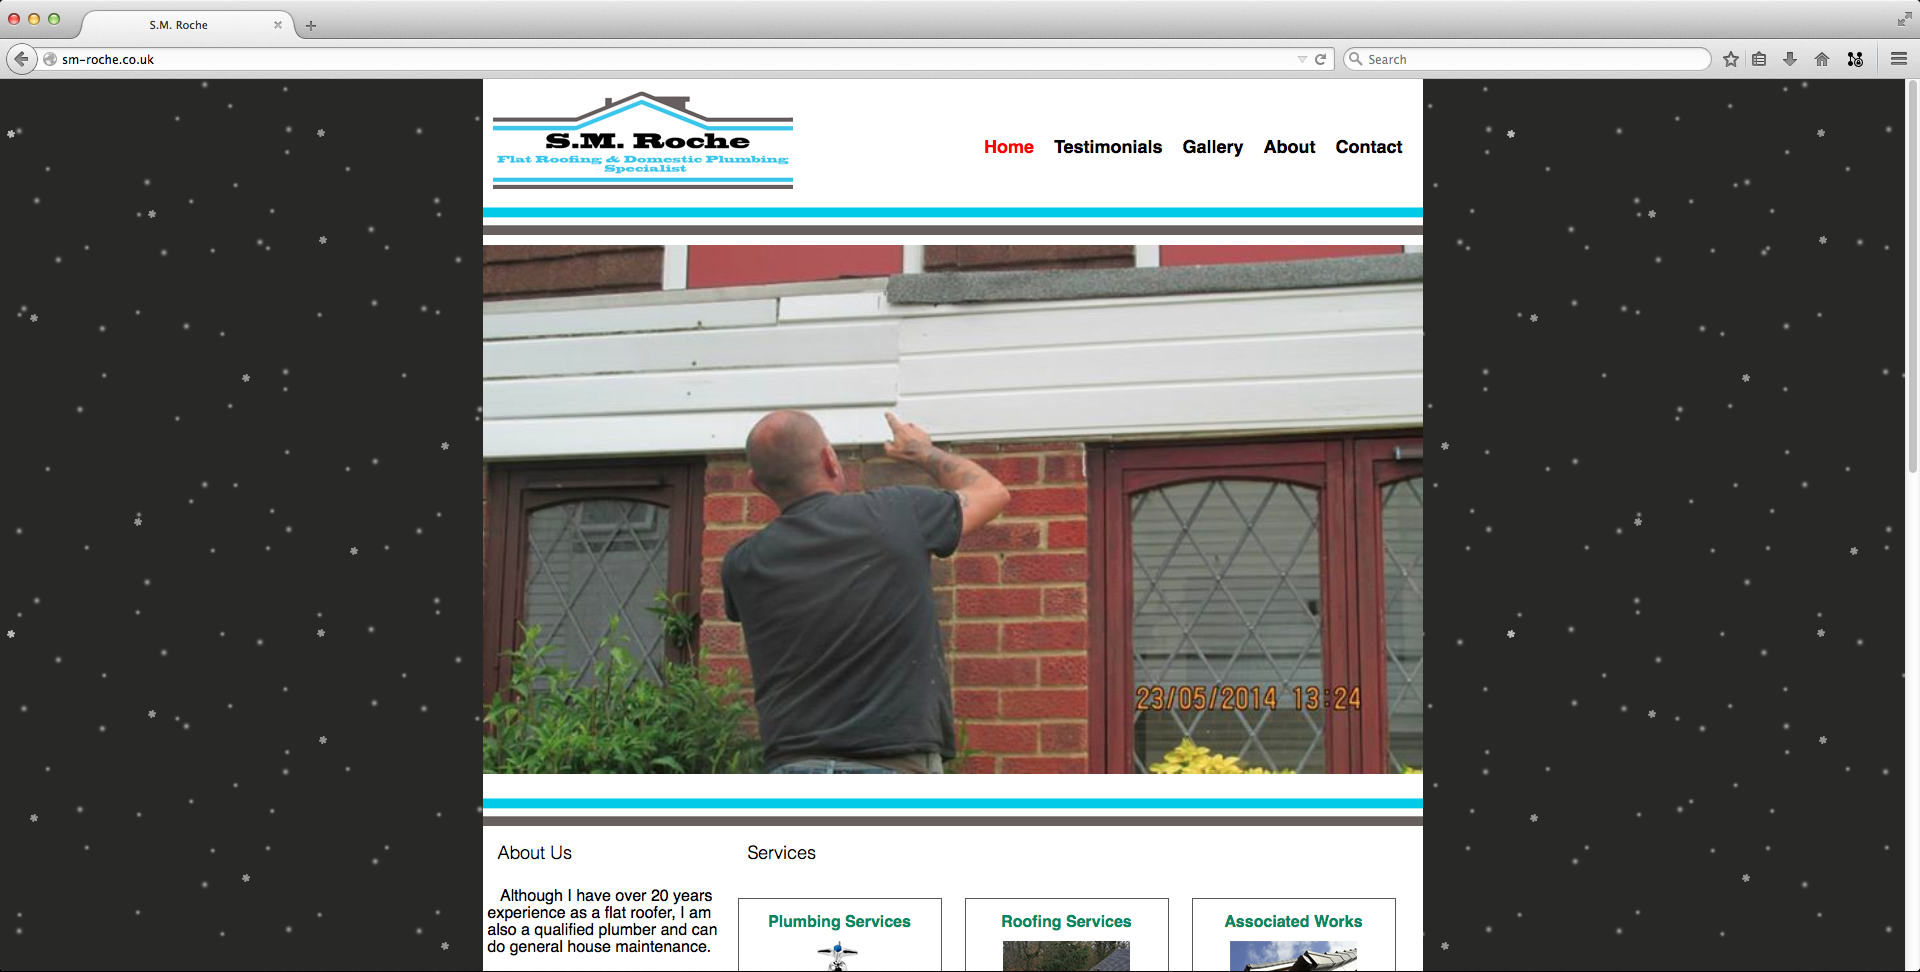 S.M. Roche
sm-roche.co.uk
Search
S.M. Roche
Flat Roofing & Domestic Plumbing
Specialist
Home Testimonials Gallery About Contact
23/05/2014 13:24
About Us
Services
Although I have over 20 years
experience as a flat roofer, I am
also a qualified plumber and can
do general house maintenance.
Plumbing Services
Roofing Services
Associated Works